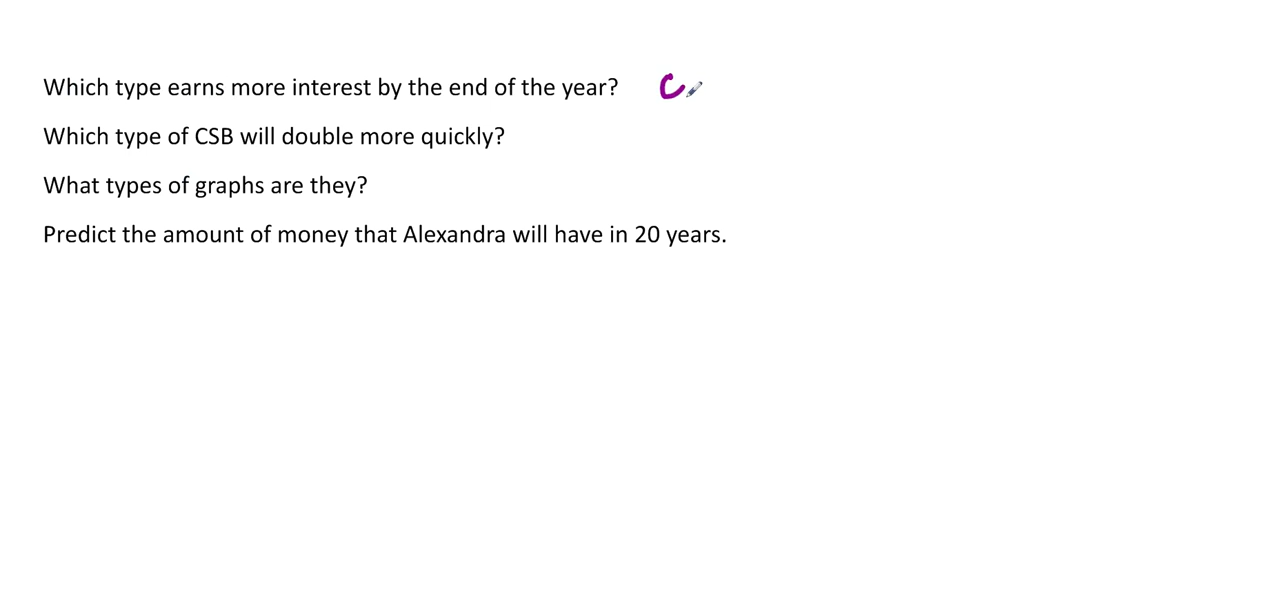 Which type earns more interest by the end of the year? C
Which type of CSB will double more quickly?
What types of graphs are they?
Predict the amount of money that Alexandra will have in 20 years.